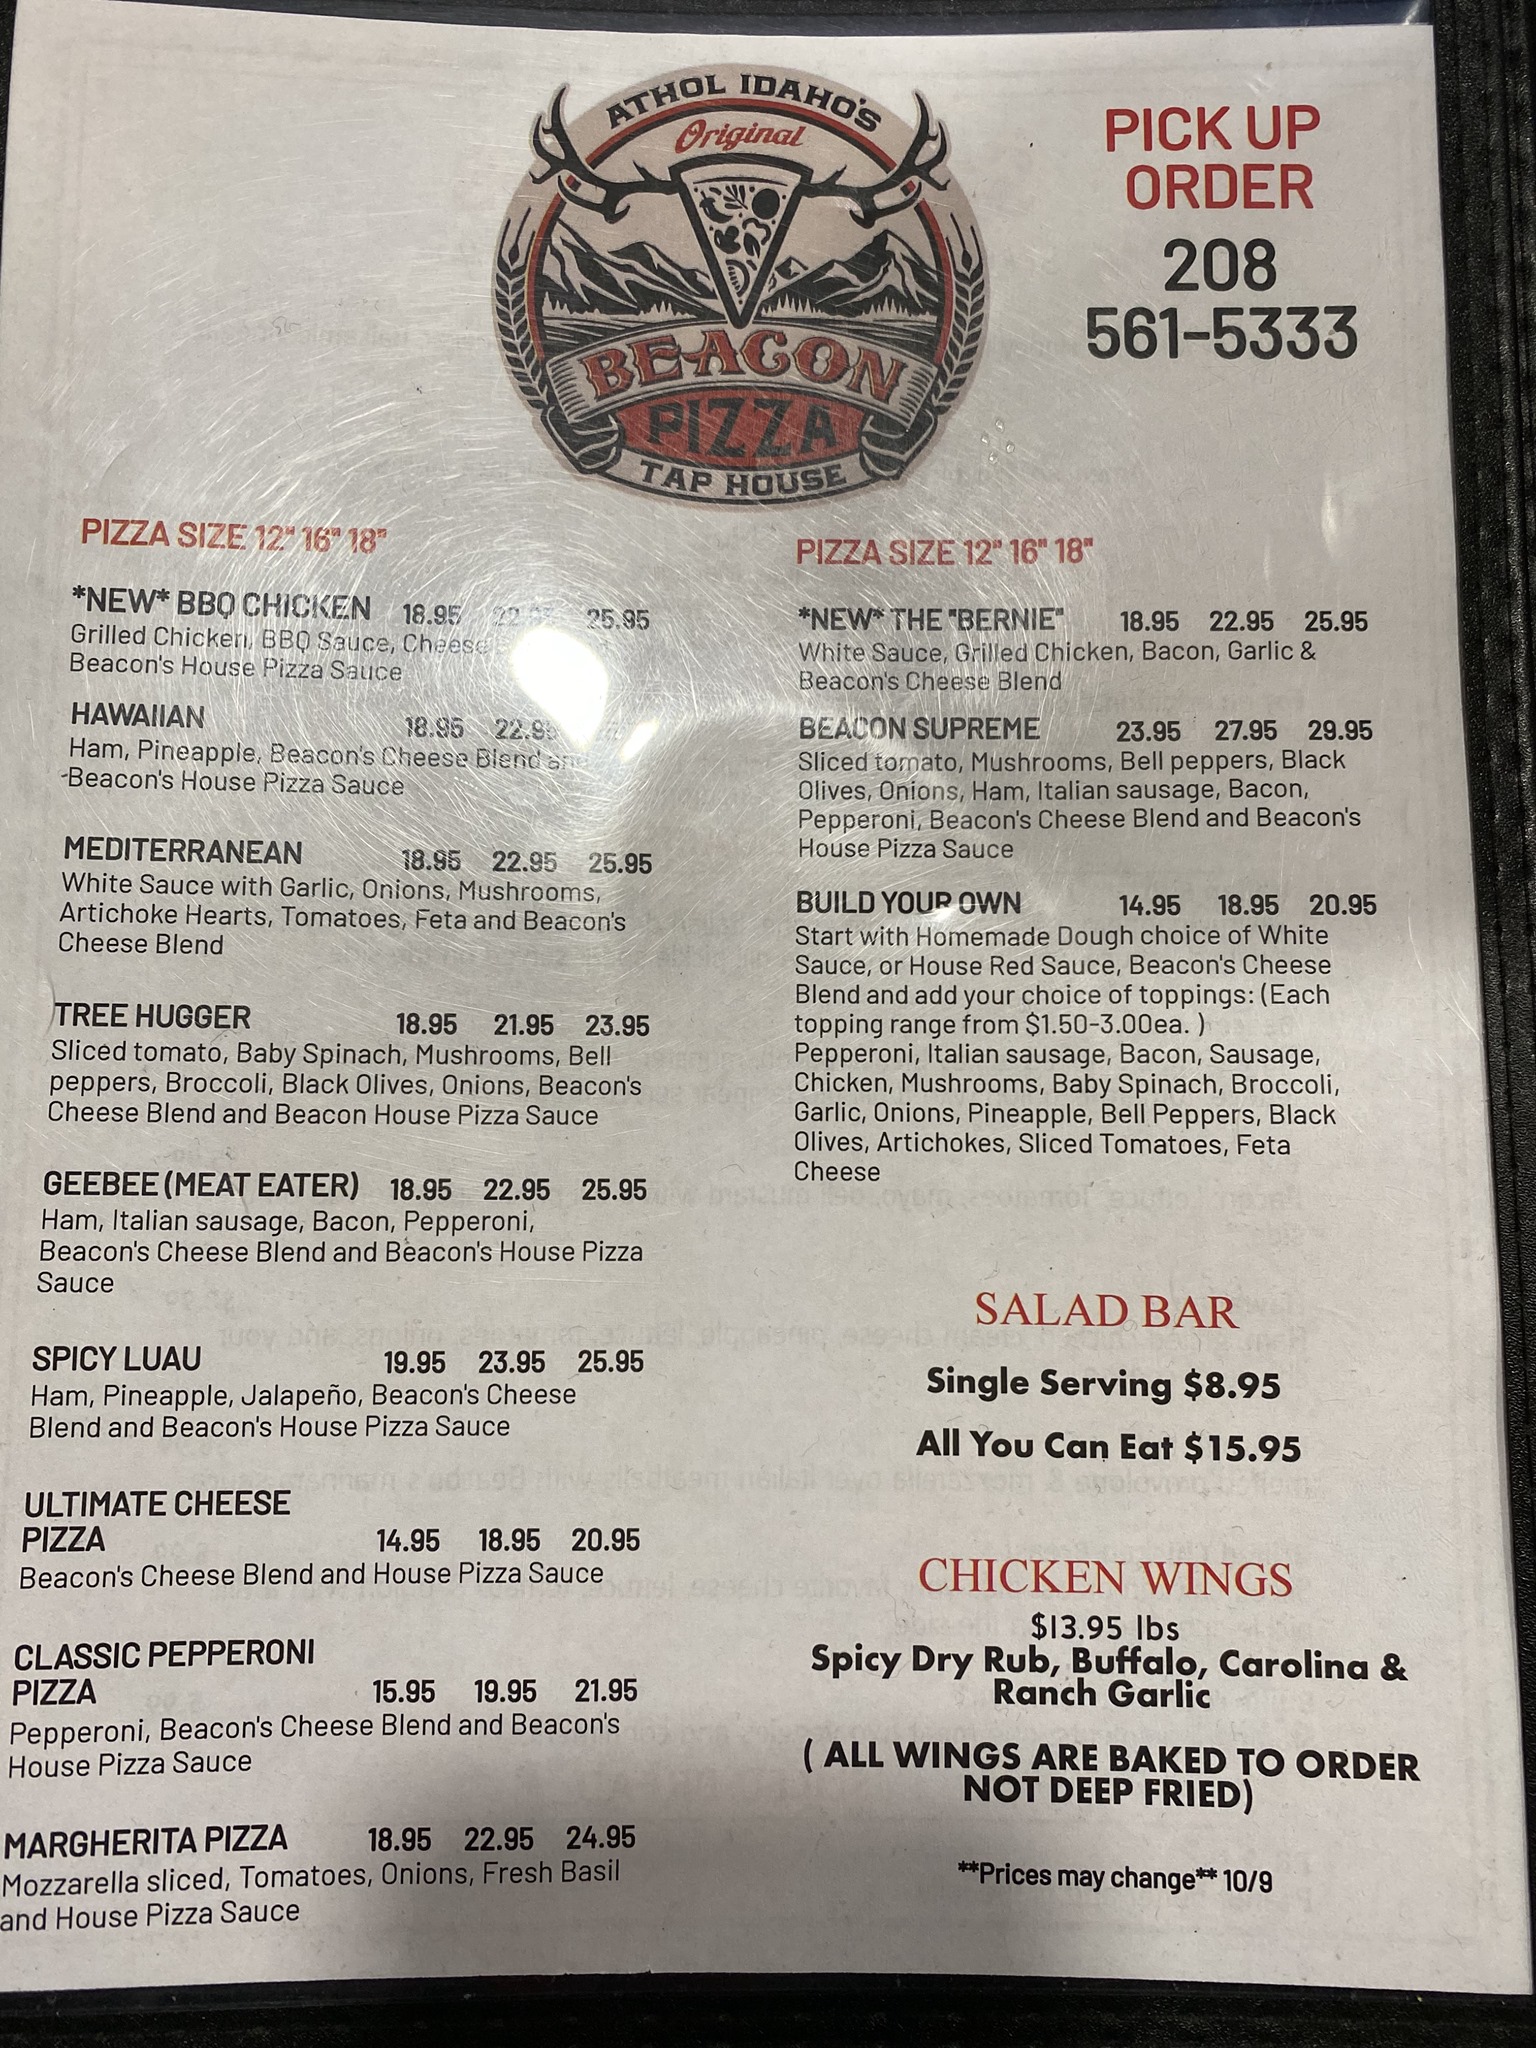 ATHOL IDAHO'S
Original
BEACON
PIZZA
TAP HOUSE
PICK UP
ORDER
208
561-5333
PIZZA SIZE 12" 16" 18"
*NEW* BBQ CHICKEN 18.95 22.95 25.95
Grilled Chicken, BBQ Sauce, Cheese
Beacon's House Pizza Sauce
HAWAIIAN 18.95 22.95
Ham, Pineapple, Beacon's Cheese Blend and
Beacon's House Pizza Sauce
MEDITERRANEAN 18.95 22.95 25.95
White Sauce with Garlic, Onions, Mushrooms,
Artichoke Hearts, Tomatoes, Feta and Beacon's
Cheese Blend
TREE HUGGER 18.95 21.95 23.95
Sliced tomato, Baby Spinach, Mushrooms, Bell
peppers, Broccoli, Black Olives, Onions, Beacon's
Cheese Blend and Beacon House Pizza Sauce
GEEBEE (MEAT EATER) 18.95 22.95 25.95
Ham, Italian sausage, Bacon, Pepperoni,
Beacon's Cheese Blend and Beacon's House Pizza
Sauce
SPICY LUAU 19.95 23.95 25.95
Ham, Pineapple, Jalapeño, Beacon's Cheese
Blend and Beacon's House Pizza Sauce
ULTIMATE CHEESE
PIZZA 14.95 18.95 20.95
Beacon's Cheese Blend and House Pizza Sauce
CLASSIC PEPPERONI
PIZZA 15.95 19.95 21.95
Pepperoni, Beacon's Cheese Blend and Beacon's
House Pizza Sauce
MARGHERITA PIZZA 18.95 22.95 24.95
Mozzarella sliced, Tomatoes, Onions, Fresh Basil
and House Pizza Sauce
PIZZA SIZE 12" 16" 18"
*NEW* THE "BERNIE" 18.95 22.95 25.95
White Sauce, Grilled Chicken, Bacon, Garlic &
Beacon's Cheese Blend
BEACON SUPREME 23.95 27.95 29.95
Sliced tomato, Mushrooms, Bell peppers, Black
Olives, Onions, Ham, Italian sausage, Bacon,
Pepperoni, Beacon's Cheese Blend and Beacon's
House Pizza Sauce
BUILD YOUR OWN 14.95 18.95 20.95
Start with Homemade Dough choice of White
Sauce, or House Red Sauce, Beacon's Cheese
Blend and add your choice of toppings: (Each
topping range from $1.50-3.00ea. )
Pepperoni, Italian sausage, Bacon, Sausage,
Chicken, Mushrooms, Baby Spinach, Broccoli,
Garlic, Onions, Pineapple, Bell Peppers, Black
Olives, Artichokes, Sliced Tomatoes, Feta
Cheese
SALAD BAR
Single Serving $8.95
All You Can Eat $15.95
CHICKEN WINGS
$13.95 lbs
Spicy Dry Rub, Buffalo, Carolina &
Ranch Garlic
( ALL WINGS ARE BAKED TO ORDER
NOT DEEP FRIED)
**Prices may change** 10/9